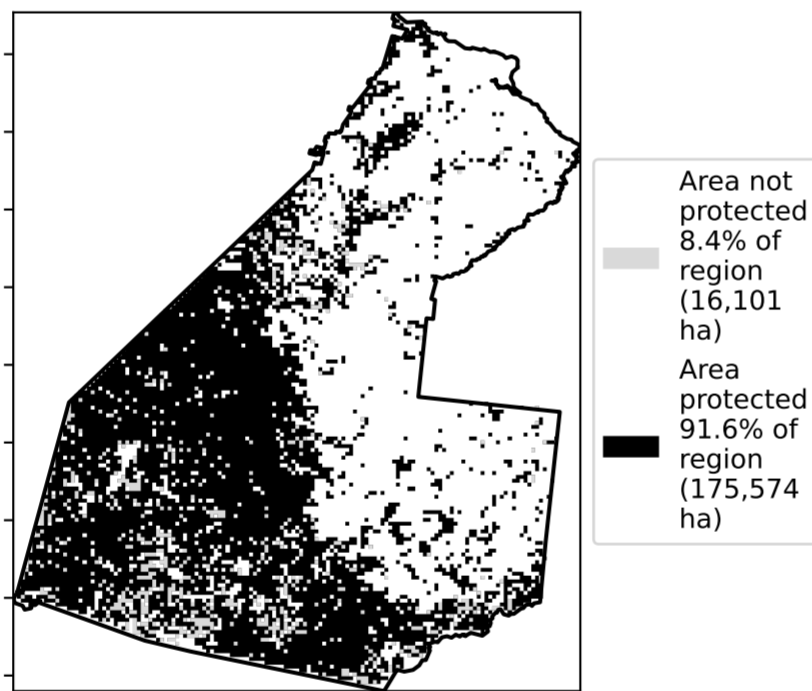 Area not
protected
8.4% of
region
(16,101
ha)
Area
protected
91.6% of
region
(175,574
ha)